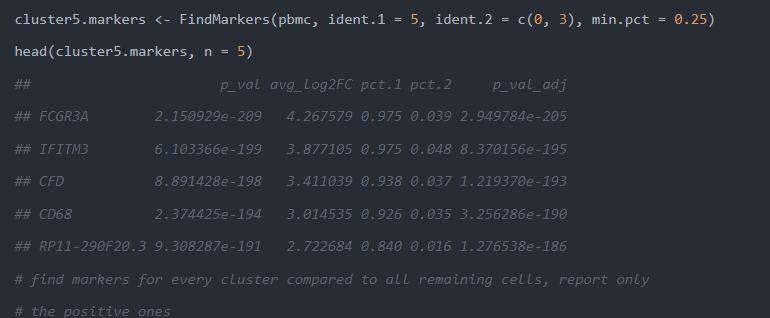 cluster5.markers <- FindMarkers(pbmc, ident.1 = 5, ident.2 = c(0, 3), min.pct = 0.25)
head(cluster5.markers, n = 5)
##                       p_val avg_log2FC pct.1 pct.2     p_val_adj
## FCGR3A        2.150929e-209   4.267579 0.975 0.039 2.949784e-205
## IFITM3        6.103366e-199   3.877105 0.975 0.048 8.370156e-195
## CFD           8.891428e-198   3.411039 0.938 0.037 1.219370e-193
## CD68          2.374425e-194   3.014535 0.926 0.035 3.256286e-190
## RP11-290F20.3 9.308287e-191   2.722684 0.840 0.016 1.276538e-186
# find markers for every cluster compared to all remaining cells, report only
# the positive ones